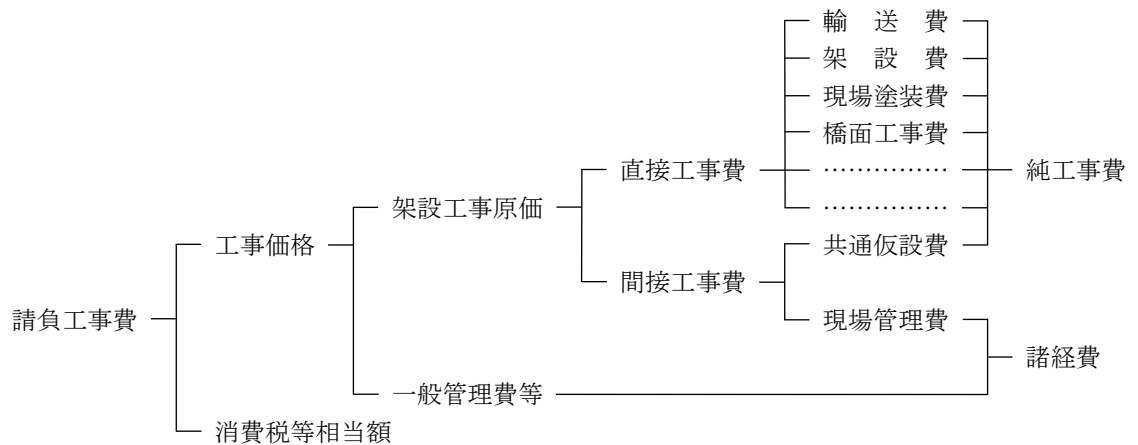 輸送費
架設費
現場塗装費
橋面工事費
直接工事費
……………
純工事費
……………
架設工事原価
工事価格
共通仮設費
間接工事費
請負工事費
現場管理費
諸経費
一般管理費等
消費税等相当額